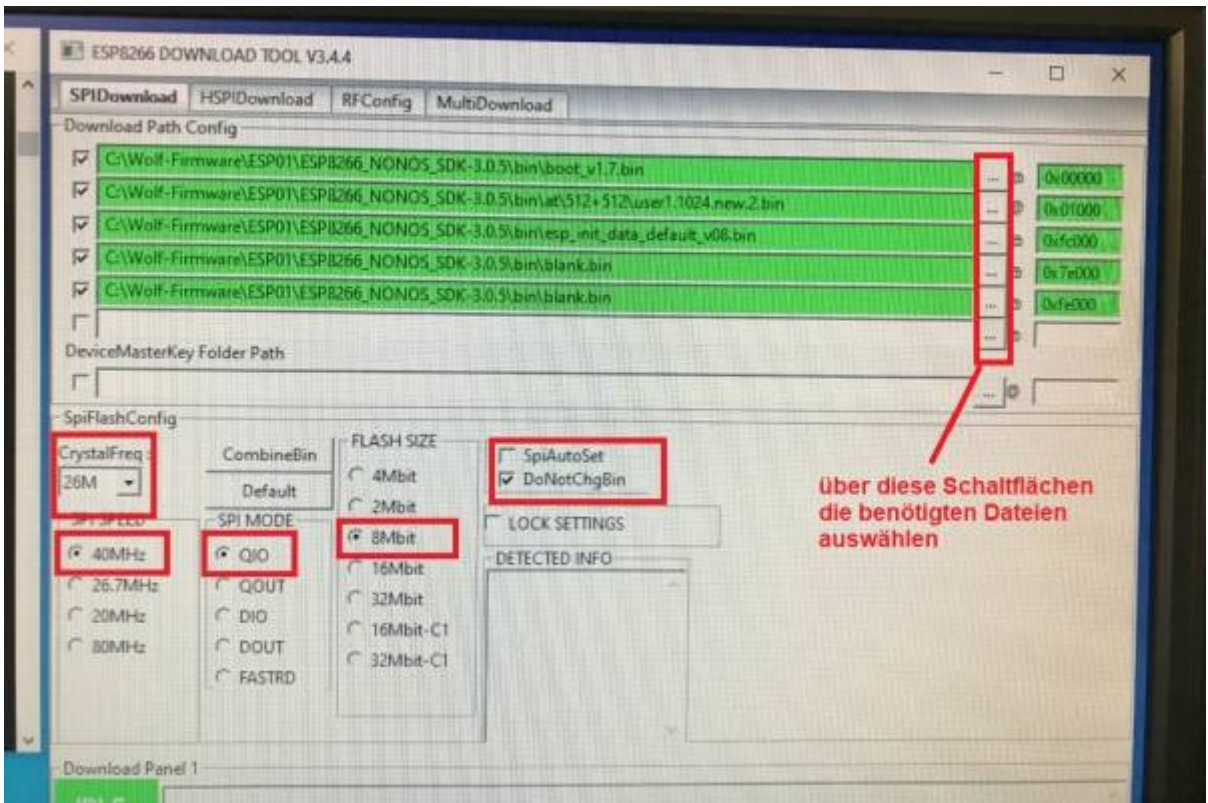 ESP8266 DOWNLOAD TOOL V3.4.4
SPIDownload HSPIDownload RFConfig MultiDownload
Download Path Config
C:\Wolf-Firmware\ESP01\ESP8266_NONOS_SDK-3.0.5\bin\boot_v1.7.bin ... @ 0x00000
C:\Wolf-Firmware\ESP01\ESP8266_NONOS_SDK-3.0.5\bin\at\512+512\user1.1024.new.2.bin ... @ 0x01000
C:\Wolf-Firmware\ESP01\ESP8266_NONOS_SDK-3.0.5\bin\esp_init_data_default_v08.bin ... @ 0xfc000
C:\Wolf-Firmware\ESP01\ESP8266_NONOS_SDK-3.0.5\bin\blank.bin ... @ 0x7e000
C:\Wolf-Firmware\ESP01\ESP8266_NONOS_SDK-3.0.5\bin\blank.bin ... @ 0xfe000
... @
DeviceMasterKey Folder Path
... @
SpiFlashConfig
CrystalFreq :
26M
CombineBin
Default
SPI SPEED
40MHz
26.7MHz
20MHz
80MHz
SPI MODE
QIO
QOUT
DIO
DOUT
FASTRD
FLASH SIZE
4Mbit
2Mbit
8Mbit
16Mbit
32Mbit
16Mbit-C1
32Mbit-C1
SpiAutoSet
DoNotChgBin
LOCK SETTINGS
DETECTED INFO
über diese Schaltflächen
die benötigten Dateien
auswählen
Download Panel 1